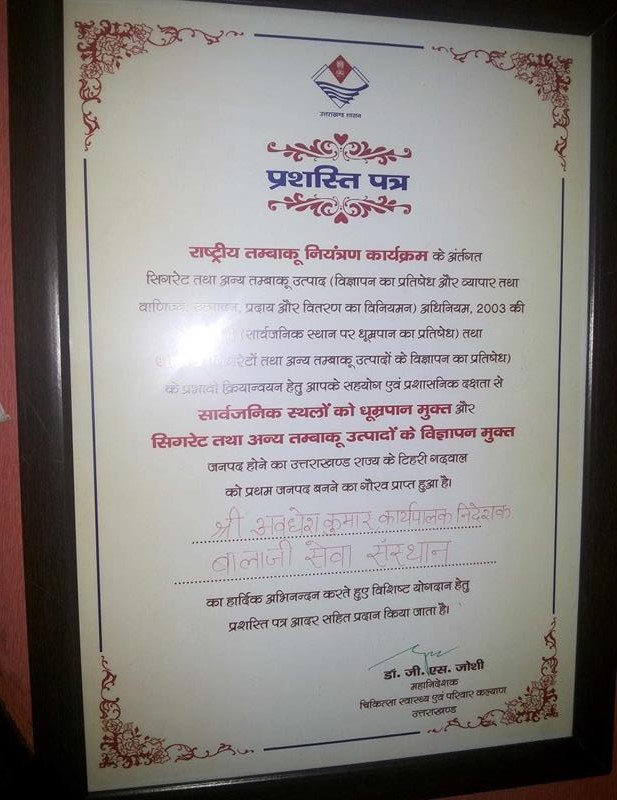 उत्तराखण्ड शासन
प्रशस्ति पत्र
राष्ट्रीय तम्बाकू नियंत्रण कार्यक्रम के अंर्तगत
सिगरेट तथा अन्य तम्बाकू उत्पाद (विज्ञापन का प्रतिषेध और व्यापार तथा
वाणिज्य, उत्पादन, प्रदाय और वितरण का विनियमन) अधिनियम, 2003 की
(सार्वजनिक स्थान पर धूम्रपान का प्रतिषेध) तथा
(सिगरेटों तथा अन्य तम्बाकू उत्पादों के विज्ञापन का प्रतिषेध)
के प्रभावी क्रियान्वयन हेतु आपके सहयोग एवं प्रशासनिक दक्षता से
सार्वजनिक स्थलों को धूम्रपान मुक्त और
सिगरेट तथा अन्य तम्बाकू उत्पादों के विज्ञापन मुक्त
जनपद होने का उत्तराखण्ड राज्य के टिहरी गढ़वाल
को प्रथम जनपद बनने का गौरव प्राप्त हुआ है।
श्री अवधेश कुमार कार्यपालक निदेशक
बालाजी सेवा संस्थान
का हार्दिक अभिनन्दन करते हुए विशिष्ट योगदान हेतु
प्रशस्ति पत्र आदर सहित प्रदान किया जाता है।
डॉ. जी. एस. जोशी
महानिदेशक
चिकित्सा स्वास्थ्य एवं परिवार कल्याण
उत्तराखण्ड